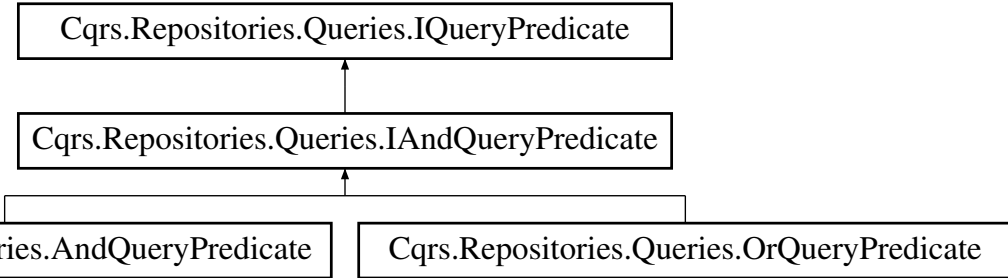 Cqrs.Repositories.Queries.IQueryPredicate
Cqrs.Repositories.Queries.IAndQueryPredicate
ries.AndQueryPredicate Cqrs.Repositories.Queries.OrQueryPredicate